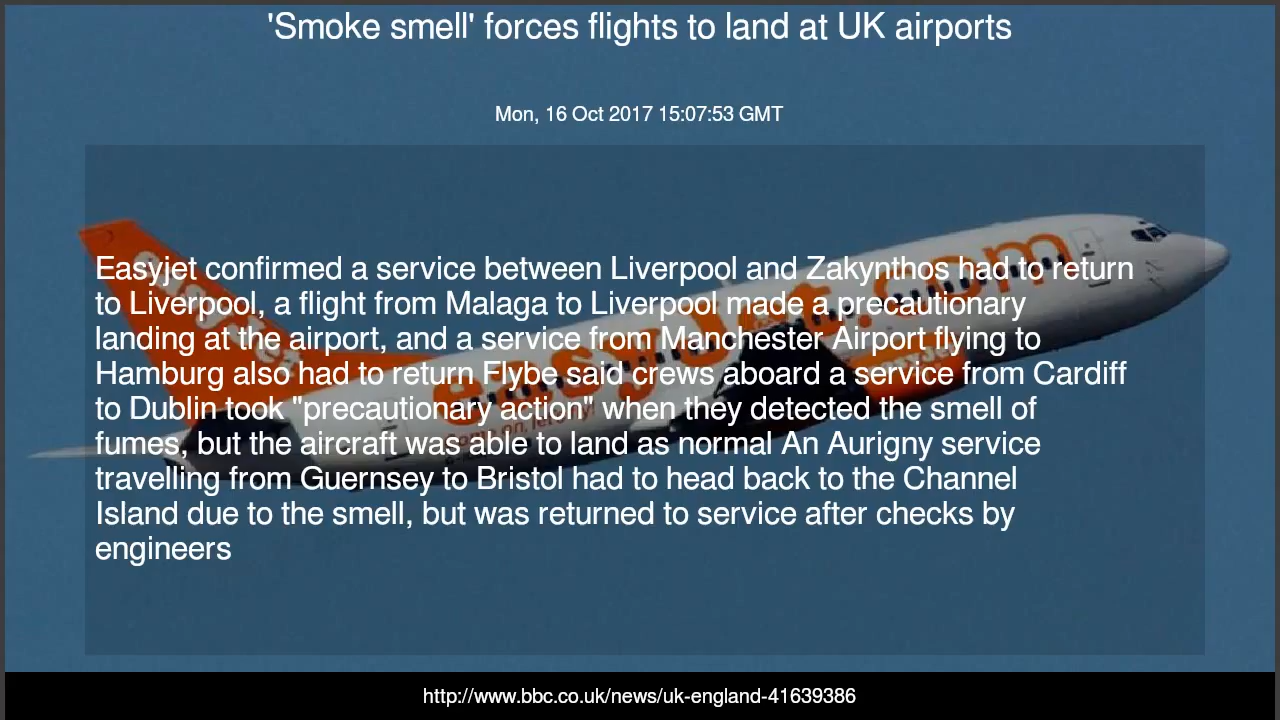 'Smoke smell' forces flights to land at UK airports
Mon, 16 Oct 2017 15:07:53 GMT
Easyjet confirmed a service between Liverpool and Zakynthos had to return
to Liverpool, a flight from Malaga to Liverpool made a precautionary
landing at the airport, and a service from Manchester Airport flying to
Hamburg also had to return Flybe said crews aboard a service from Cardiff
to Dublin took "precautionary action" when they detected the smell of
fumes, but the aircraft was able to land as normal An Aurigny service
travelling from Guernsey to Bristol had to head back to the Channel
Island due to the smell, but was returned to service after checks by
engineers
easyJet.com
http://www.bbc.co.uk/news/uk-england-41639386